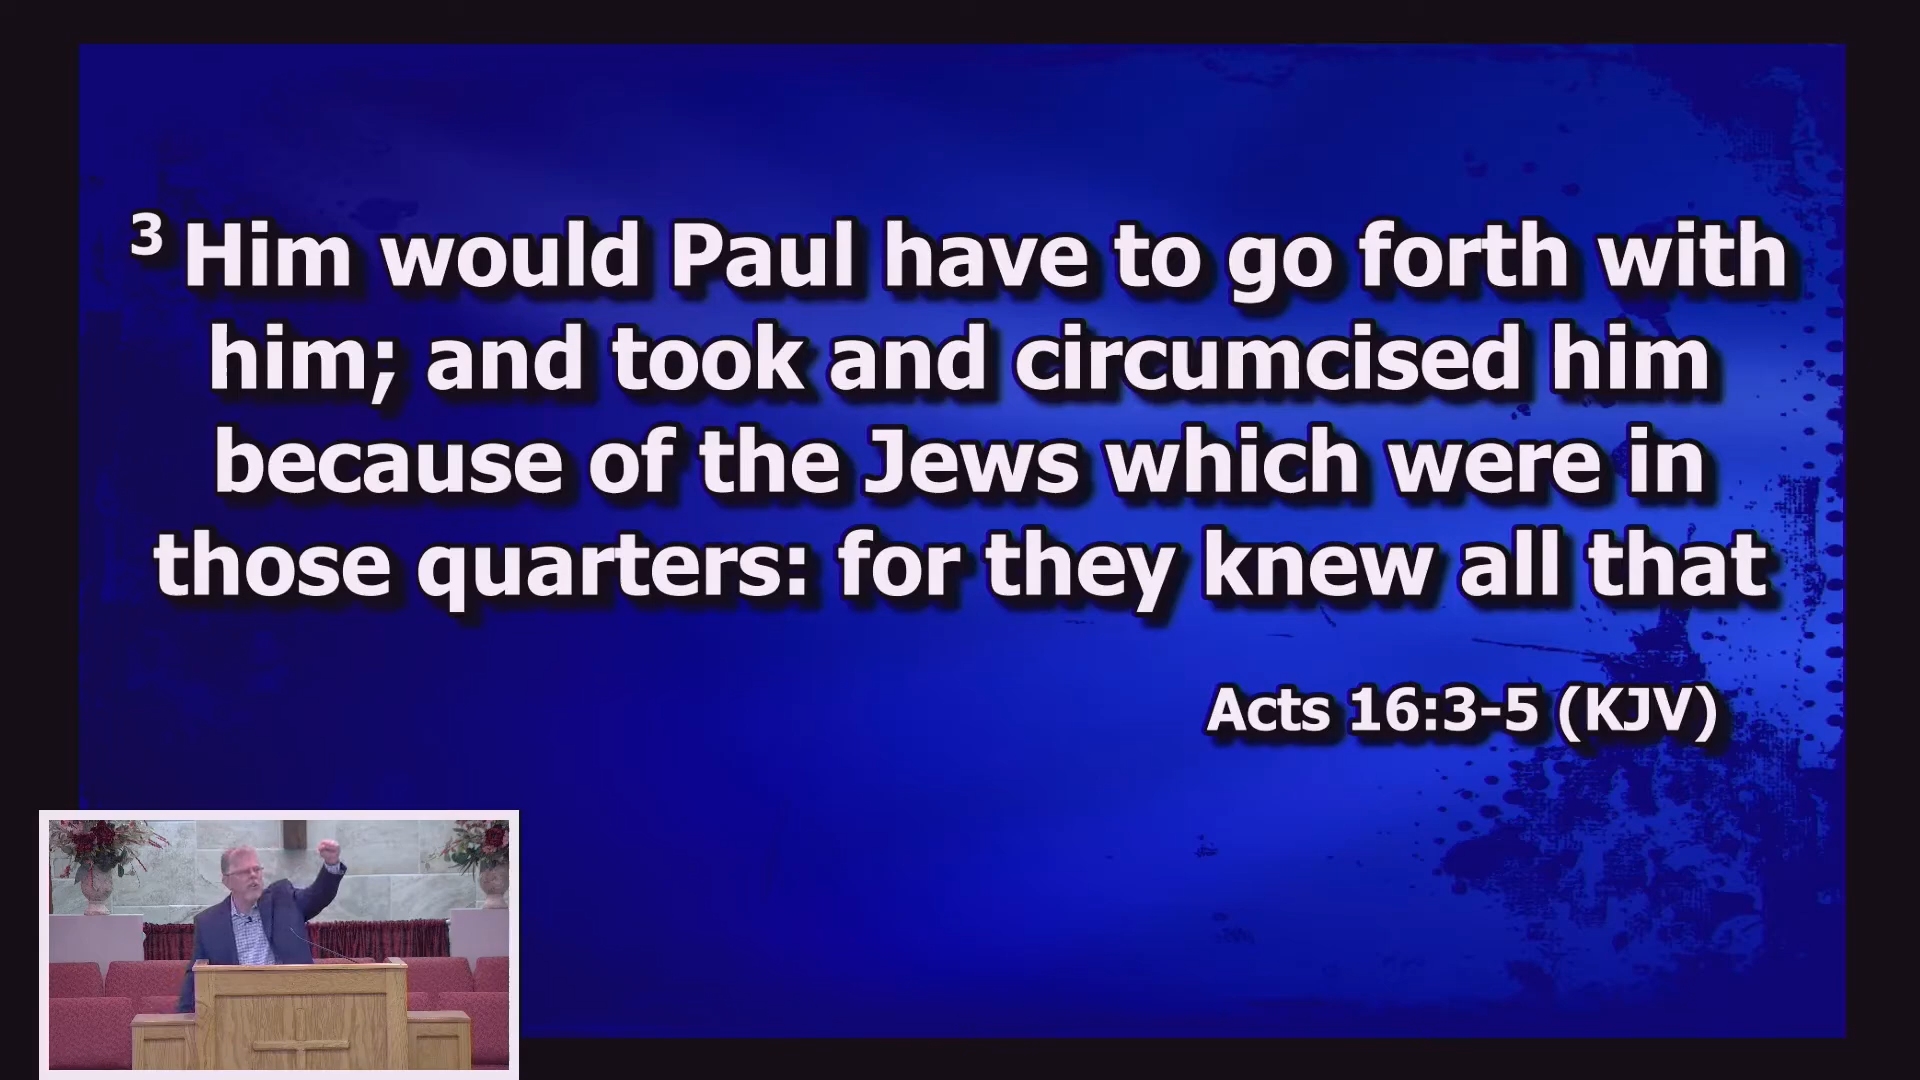 3 Him would Paul have to go forth with
him; and took and circumcised him
because of the Jews which were in
those quarters: for they knew all that
Acts 16:3-5 (KJV)